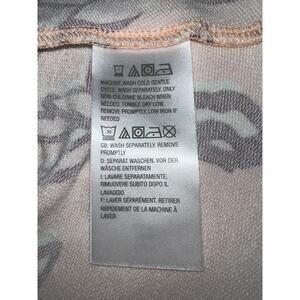 MACHINE WASH COLD GENTLE
CYCLE, WASH SEPARATELY, ONLY
NON-CHLORINE BLEACH WHEN
NEEDED, TUMBLE DRY LOW
REMOVE PROMPTLY, LOW IRON IF
NEEDED
30
GB: WASH SEPARATELY, REMOVE
PROMPTLY
D: SEPARAT WASCHEN, VOR DER
WÄSCHE ENTFERNEN
I: LAVARE SEPARATAMENTE,
RIMUOVERE SUBITO DOPO IL
LAVAGGIO
F: LAVER SÉPARÉMENT, RETIRER
RAPIDEMENT DE LA MACHINE À
LAVER